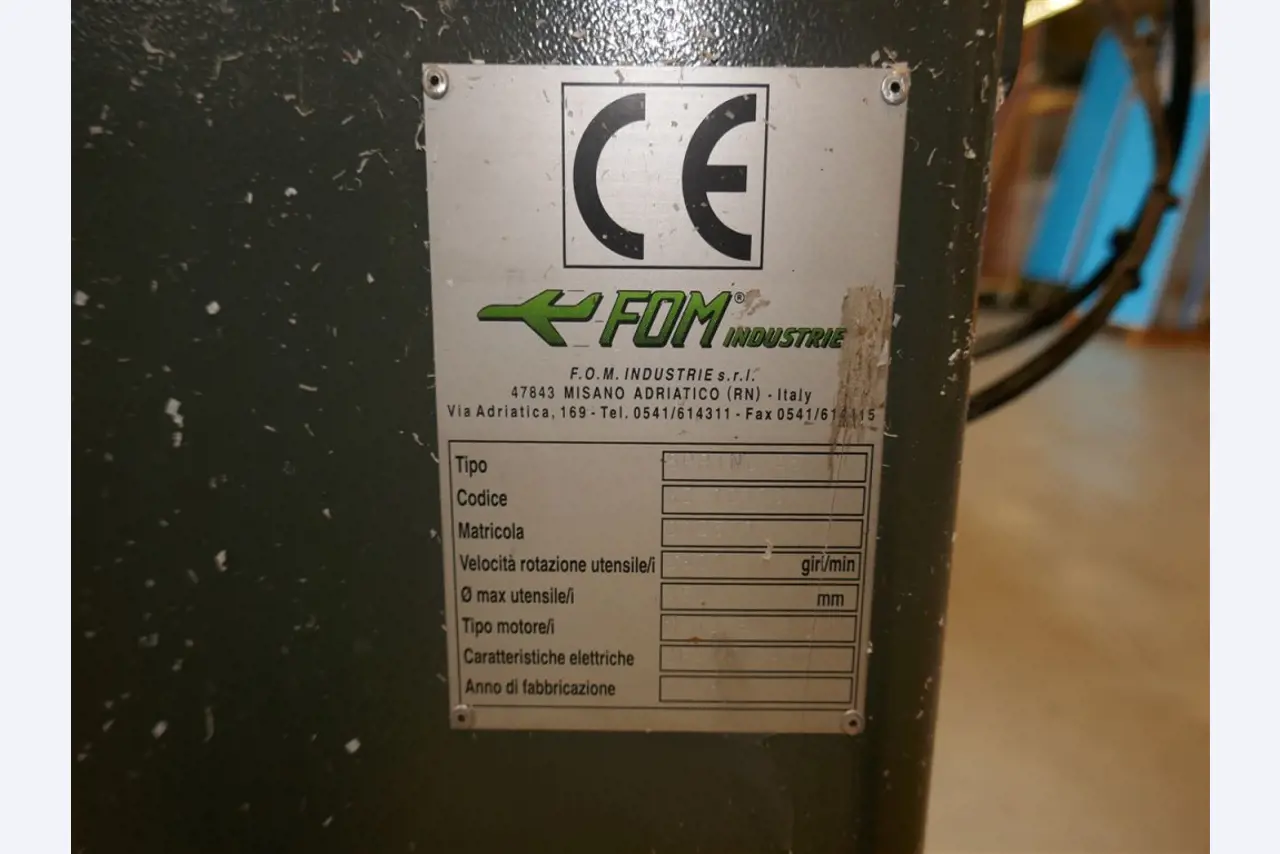 CE
FOM® INDUSTRIE
F.O.M. INDUSTRIE s.r.l.
47843 MISANO ADRIATICO (RN) - Italy
Via Adriatica, 169 - Tel. 0541/614311 - Fax 0541/614115
Tipo
Codice
Matricola
Velocità rotazione utensile/i giri/min
Ø max utensile/i mm
Tipo motore/i
Caratteristiche elettriche
Anno di fabbricazione